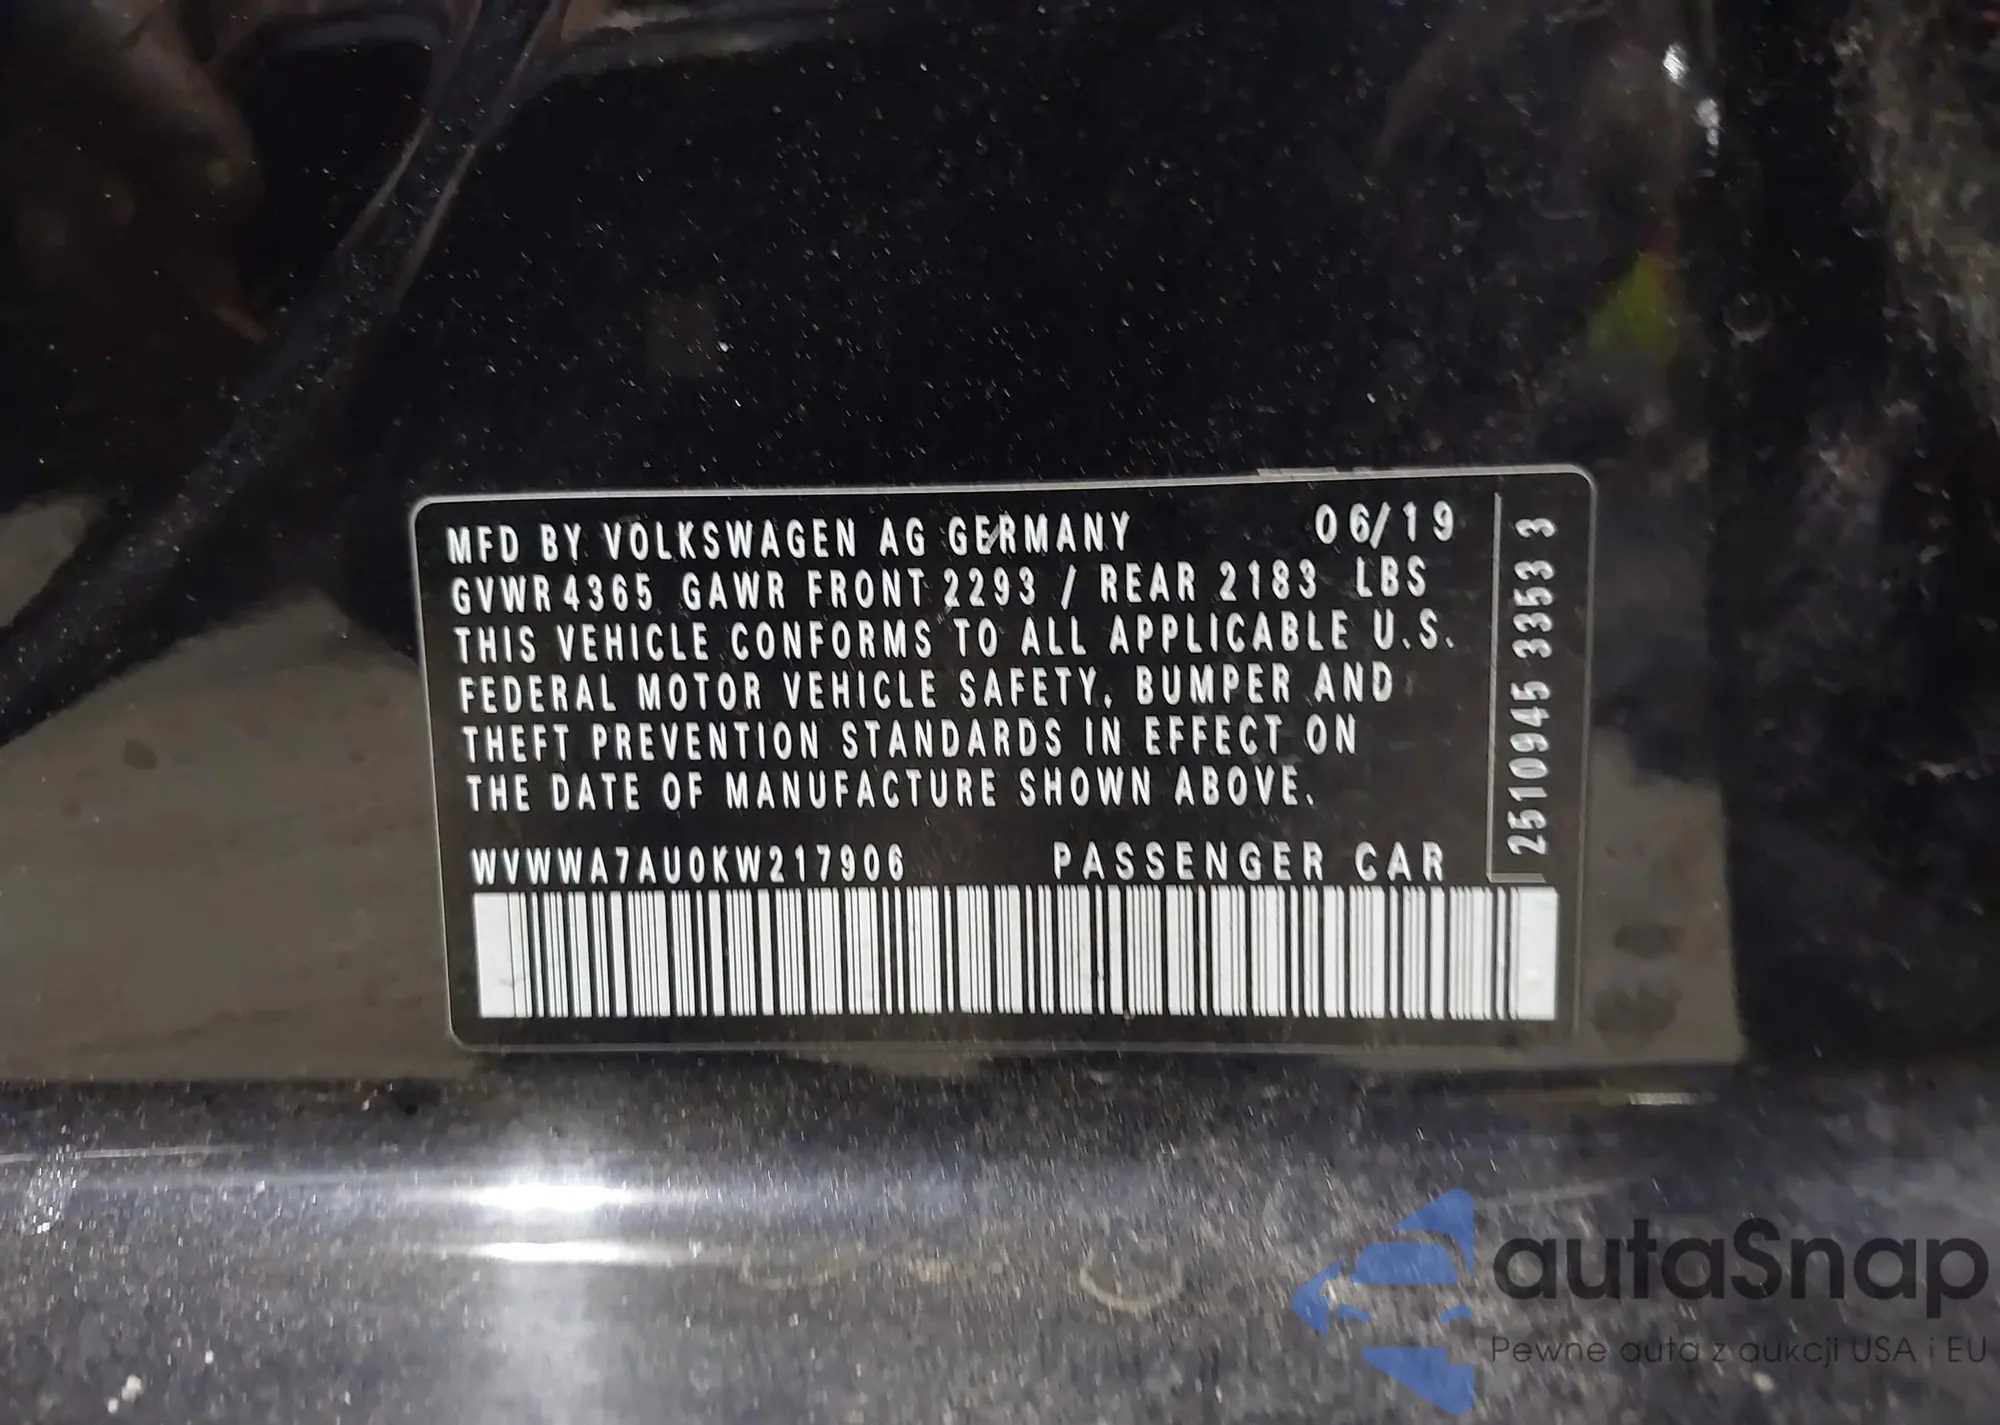 MFD BY VOLKSWAGEN AG GERMANY 06/19
GVWR 4365 GAWR FRONT 2293 / REAR 2183 LBS
THIS VEHICLE CONFORMS TO ALL APPLICABLE U.S.
FEDERAL MOTOR VEHICLE SAFETY, BUMPER AND
THEFT PREVENTION STANDARDS IN EFFECT ON
THE DATE OF MANUFACTURE SHOWN ABOVE.
WVWWA7AU0KW217906 PASSENGER CAR
2510945 3353 3
autaSnap
Pewne auta z aukcji USA i EU